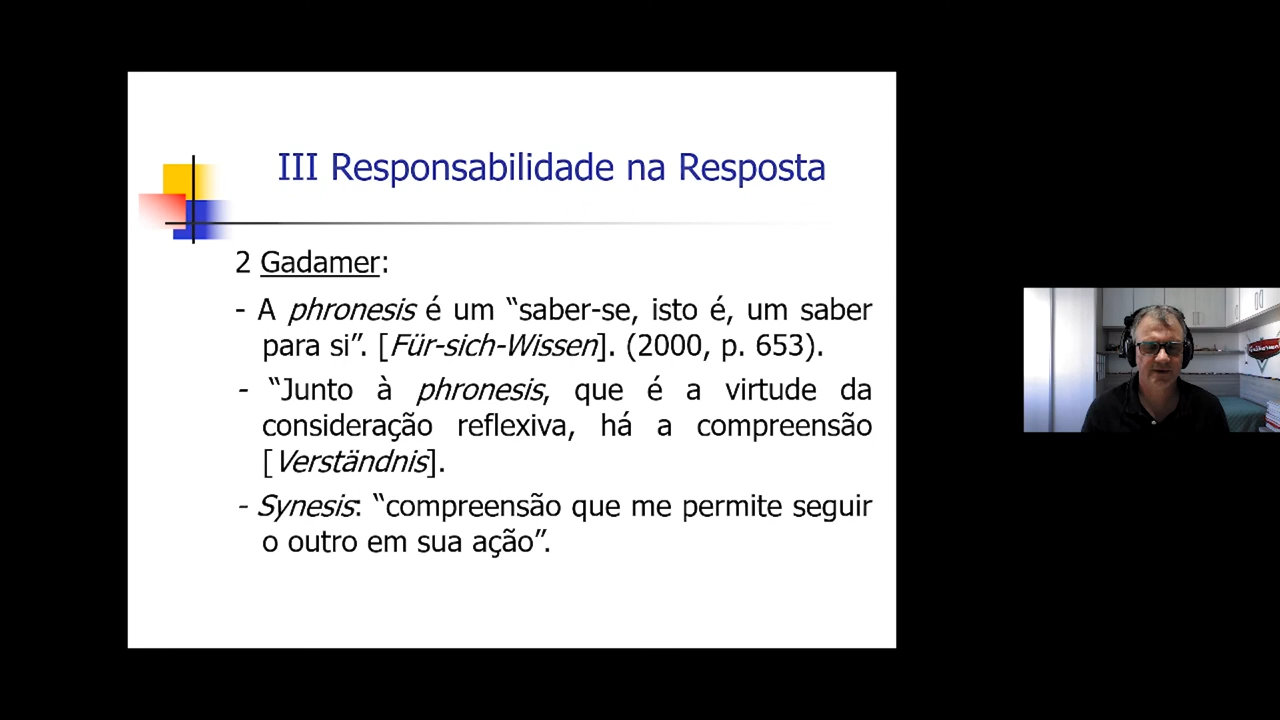 III Responsabilidade na Resposta
2 Gadamer:
- A phronesis é um “saber-se, isto é, um saber
para si”. [Für-sich-Wissen]. (2000, p. 653).
- “Junto à phronesis, que é a virtude da
consideração reflexiva, há a compreensão
[Verständnis].
- Synesis: “compreensão que me permite seguir
o outro em sua ação”.